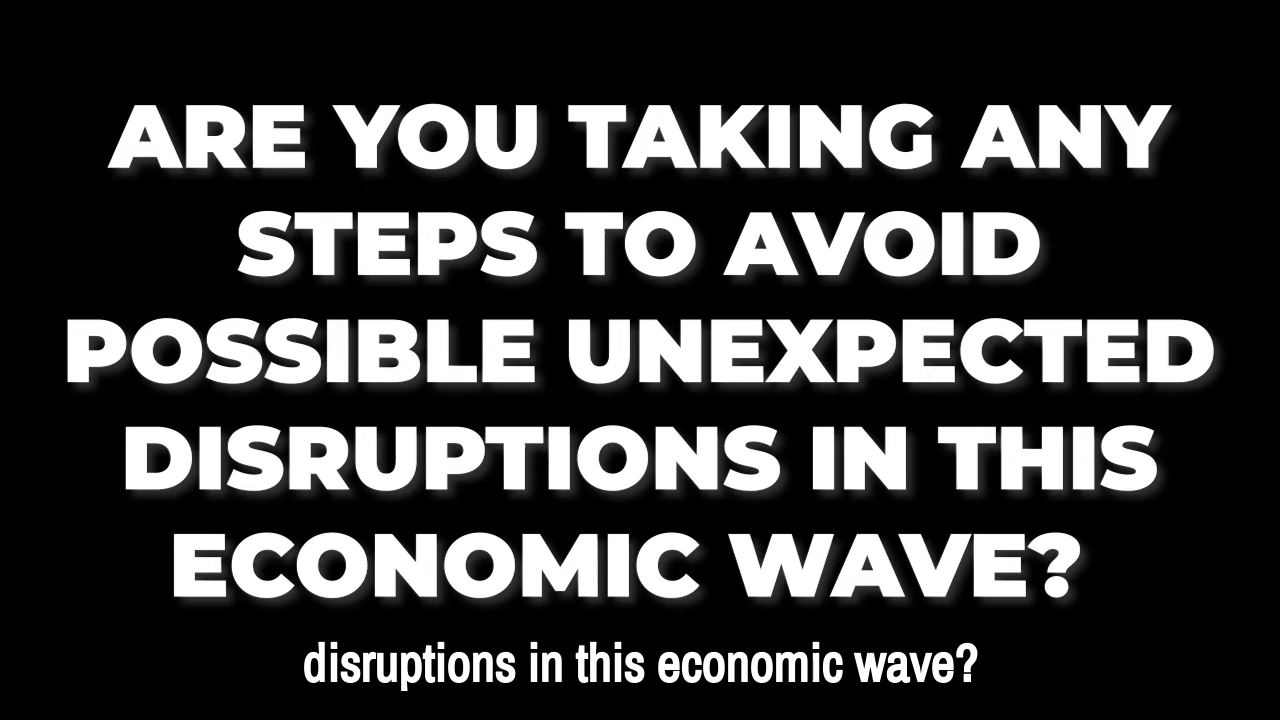 ARE YOU TAKING ANY
STEPS TO AVOID
POSSIBLE UNEXPECTED
DISRUPTIONS IN THIS
ECONOMIC WAVE?
disruptions in this economic wave?